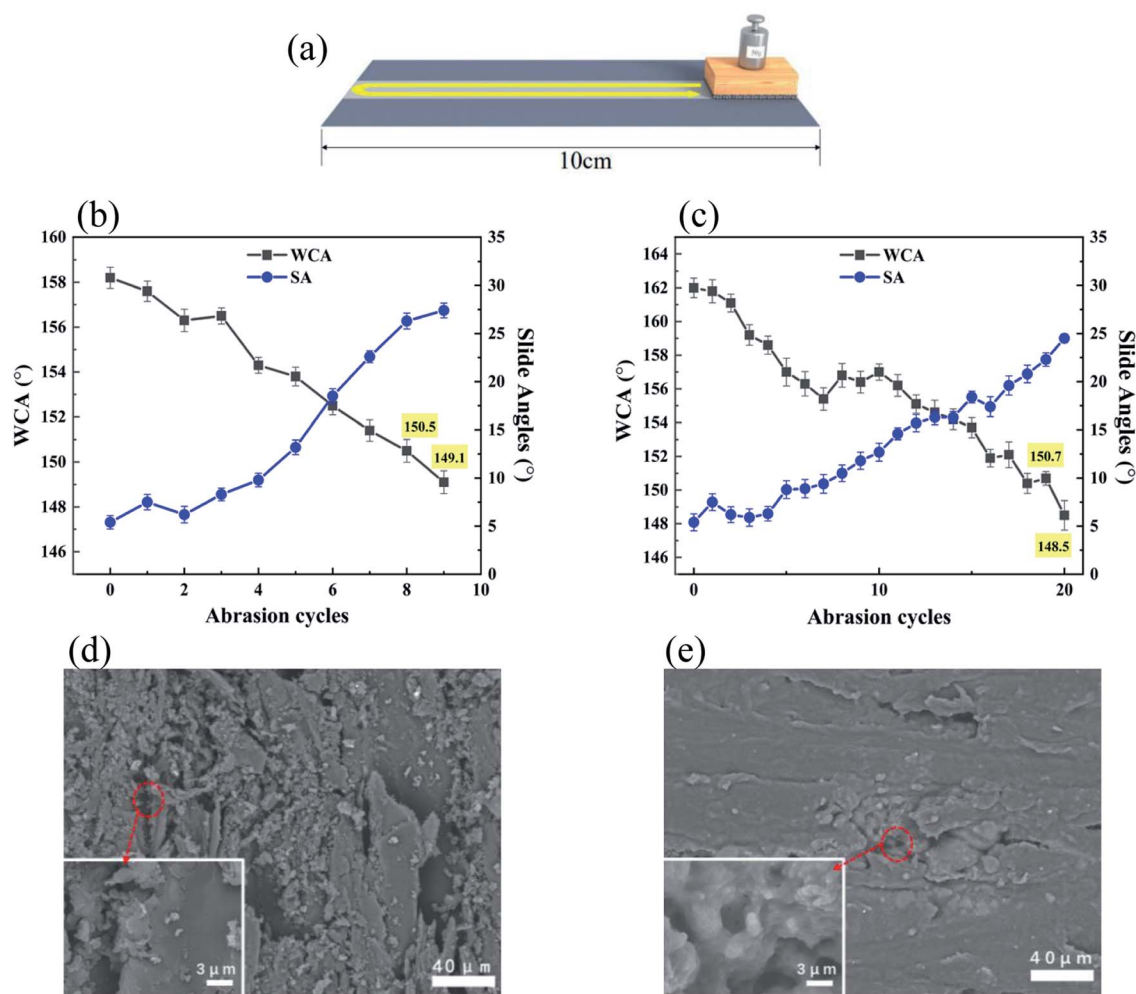 (a)
50g
10cm
(b)
WCA
SA
160
158
156
154
152
150
148
146
WCA (°)
35
30
25
20
15
10
5
0
Slide Angles (°)
150.5
149.1
0 2 4 6 8 10
Abrasion cycles
(c)
WCA
SA
164
162
160
158
156
154
152
150
148
146
WCA (°)
35
30
25
20
15
10
5
0
Slide Angles (°)
150.7
148.5
0 10 20
Abrasion cycles
(d)
3 μm
40 μm
(e)
3 μm
40 μm